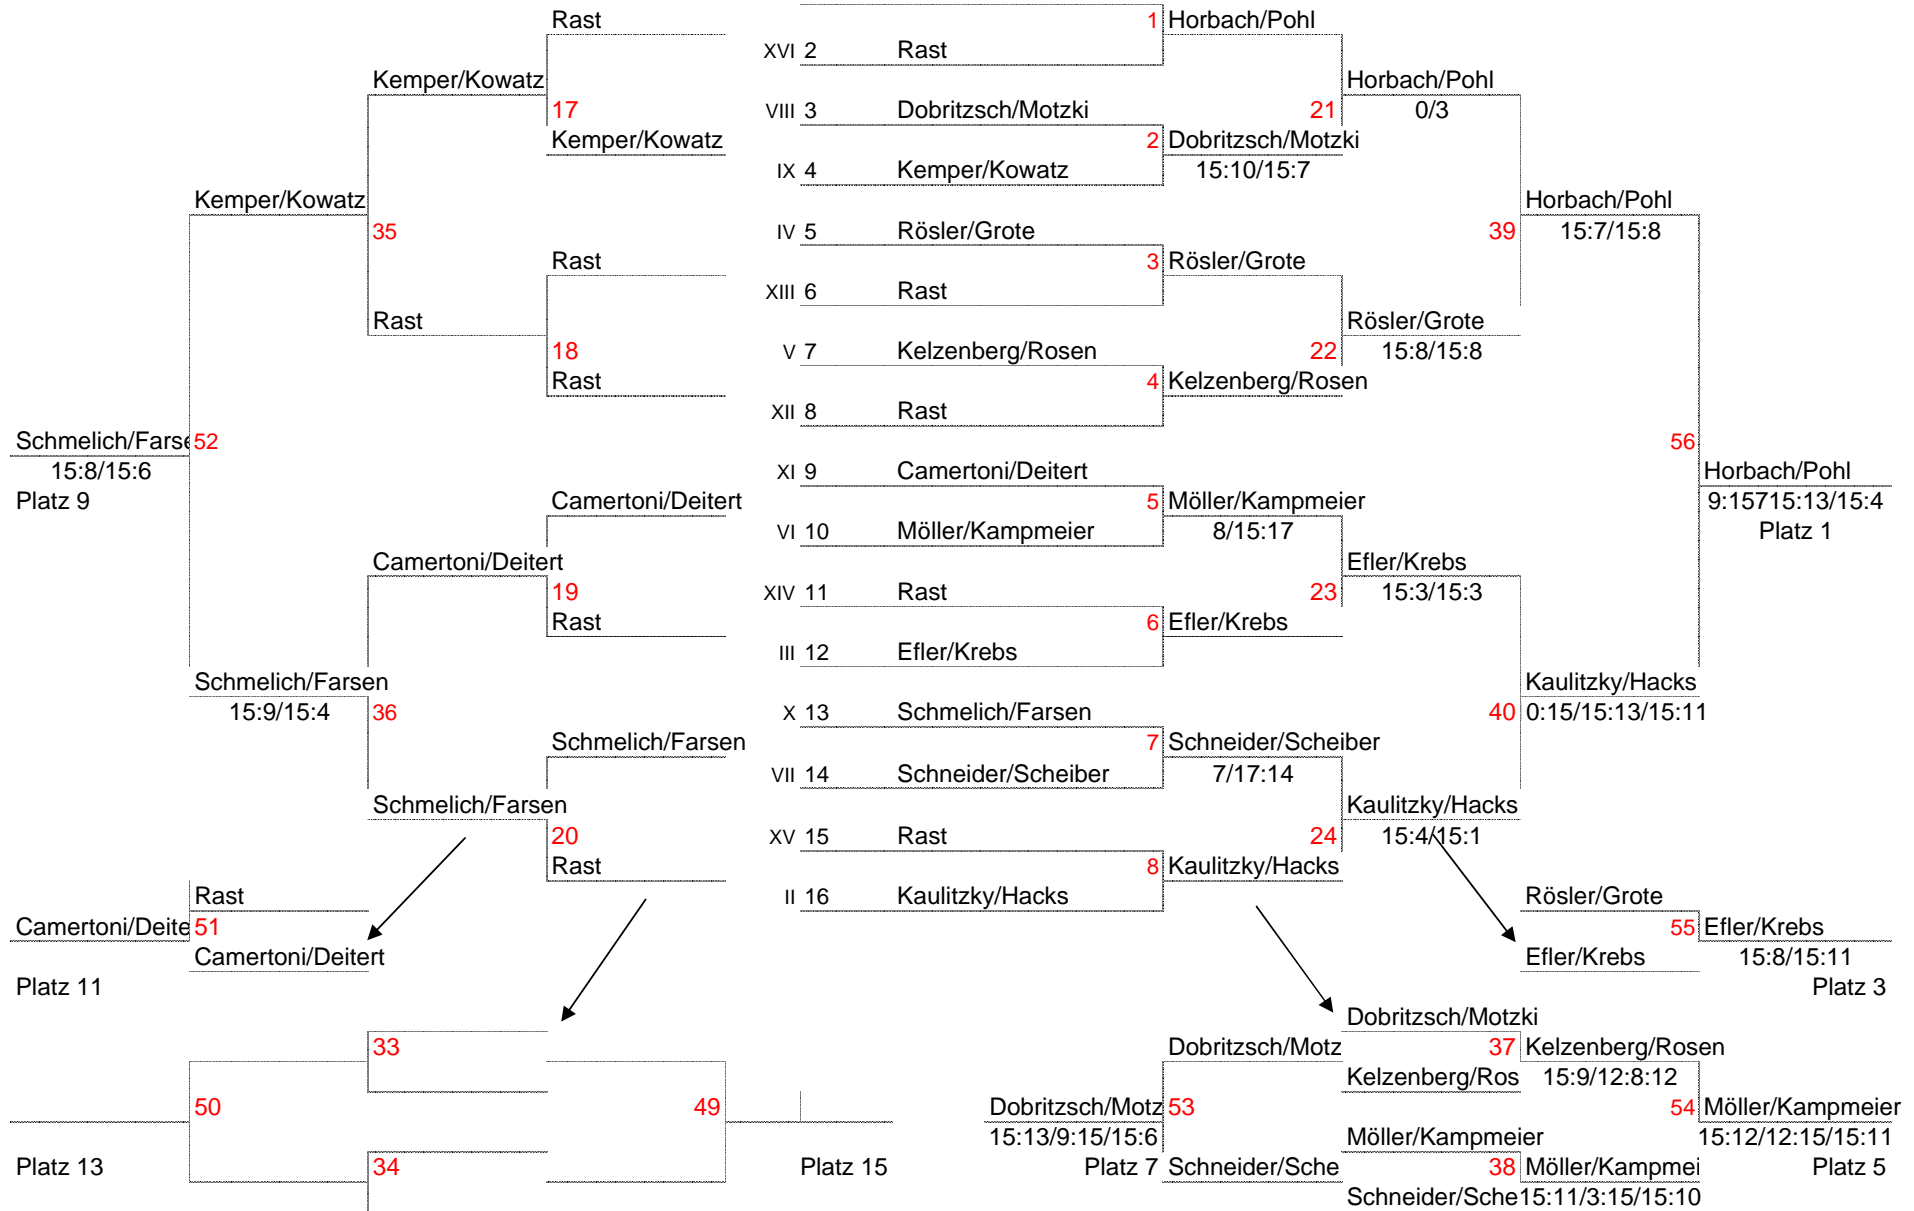 Rast 1 Horbach/Pohl
XVI 2 Rast
Kemper/Kowatz Horbach/Pohl
17 VIII 3 Dobritzsch/Motzki 21 0/3
Kemper/Kowatz 2 Dobritzsch/Motzki
IX 4 Kemper/Kowatz 15:10/15:7
Kemper/Kowatz Horbach/Pohl
35 IV 5 Rösler/Grote 39 15:7/15:8
Rast 3 Rösler/Grote
XIII 6 Rast
Rast Rösler/Grote
18 V 7 Kelzenberg/Rosen 22 15:8/15:8
Rast 4 Kelzenberg/Rosen
XII 8 Rast
Schmelich/Farse 52 56
15:8/15:6 XI 9 Camertoni/Deitert Horbach/Pohl
Platz 9 Camertoni/Deitert 5 Möller/Kampmeier 9:15715:13/15:4
VI 10 Möller/Kampmeier 8/15:17 Platz 1
Camertoni/Deitert Efler/Krebs
19 XIV 11 Rast 23 15:3/15:3
Rast 6 Efler/Krebs
III 12 Efler/Krebs
Schmelich/Farsen Kaulitzky/Hacks
15:9/15:4 36 X 13 Schmelich/Farsen 40 0:15/15:13/15:11
Schmelich/Farsen 7 Schneider/Scheiber
VII 14 Schneider/Scheiber 7/17:14
Schmelich/Farsen Kaulitzky/Hacks
20 XV 15 Rast 24 15:4/15:1
Rast 8 Kaulitzky/Hacks
Rast II 16 Kaulitzky/Hacks Rösler/Grote
Camertoni/Deite 51 55 Efler/Krebs
Camertoni/Deitert Efler/Krebs 15:8/15:11
Platz 11 Platz 3
Dobritzsch/Motzki
33 Dobritzsch/Motz 37 Kelzenberg/Rosen
Kelzenberg/Ros 15:9/12:8:12
50 49 Dobritzsch/Motz 53 54 Möller/Kampmeier
15:13/9:15/15:6 Möller/Kampmeier 15:12/12:15/15:11
Platz 13 34 Platz 15 Platz 7 Schneider/Sche 38 Möller/Kampmei Platz 5
Schneider/Sche 15:11/3:15/15:10